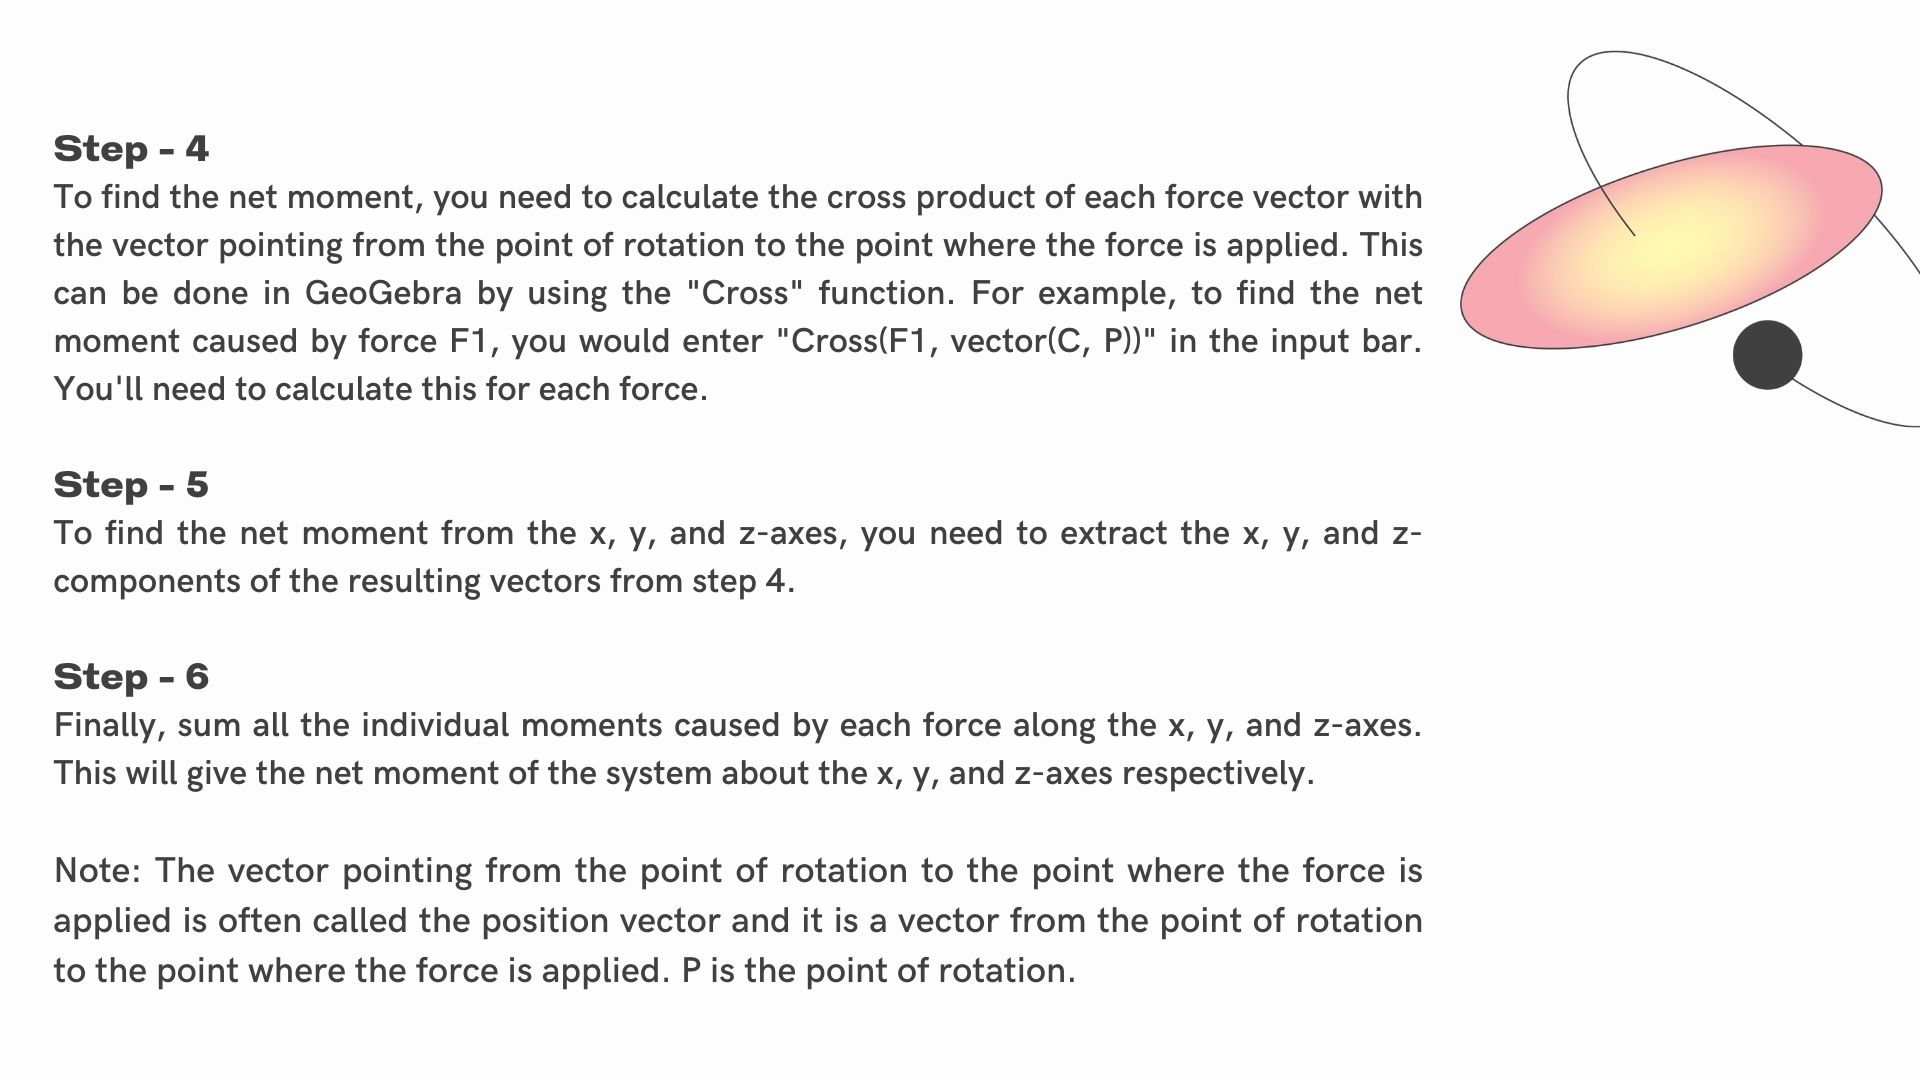 Step - 4
To find the net moment, you need to calculate the cross product of each force vector with
the vector pointing from the point of rotation to the point where the force is applied. This
can be done in GeoGebra by using the "Cross" function. For example, to find the net
moment caused by force F1, you would enter "Cross(F1, vector(C, P))" in the input bar.
You'll need to calculate this for each force.
Step - 5
To find the net moment from the x, y, and z-axes, you need to extract the x, y, and z-
components of the resulting vectors from step 4.
Step - 6
Finally, sum all the individual moments caused by each force along the x, y, and z-axes.
This will give the net moment of the system about the x, y, and z-axes respectively.
Note: The vector pointing from the point of rotation to the point where the force is
applied is often called the position vector and it is a vector from the point of rotation
to the point where the force is applied. P is the point of rotation.